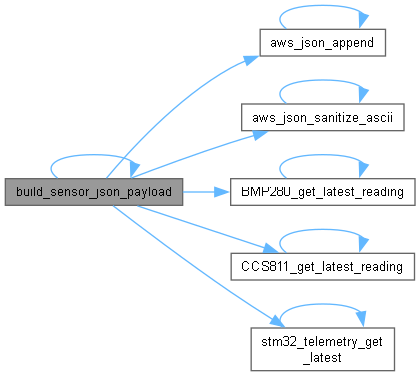 aws_json_append
aws_json_sanitize_ascii
build_sensor_json_payload
BMP280_get_latest_reading
CCS811_get_latest_reading
stm32_telemetry_get
_latest